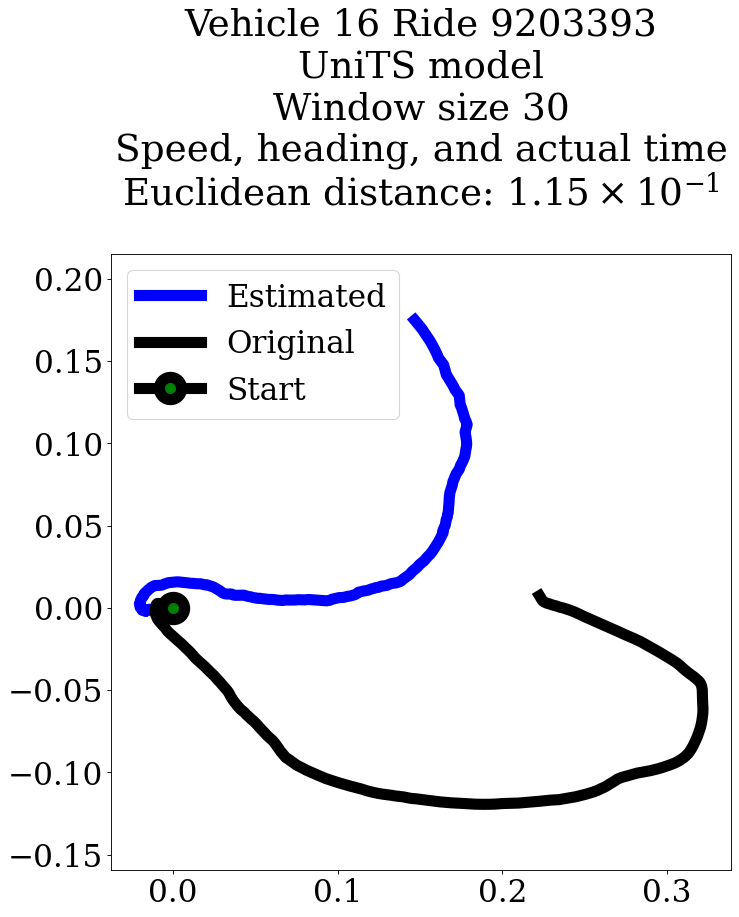 Vehicle 16 Ride 9203393
UniTS model
Window size 30
Speed, heading, and actual time
Euclidean distance: 1.15 × 10⁻¹
Estimated
Original
Start
0.20
0.15
0.10
0.05
0.00
−0.05
−0.10
−0.15
0.0 0.1 0.2 0.3